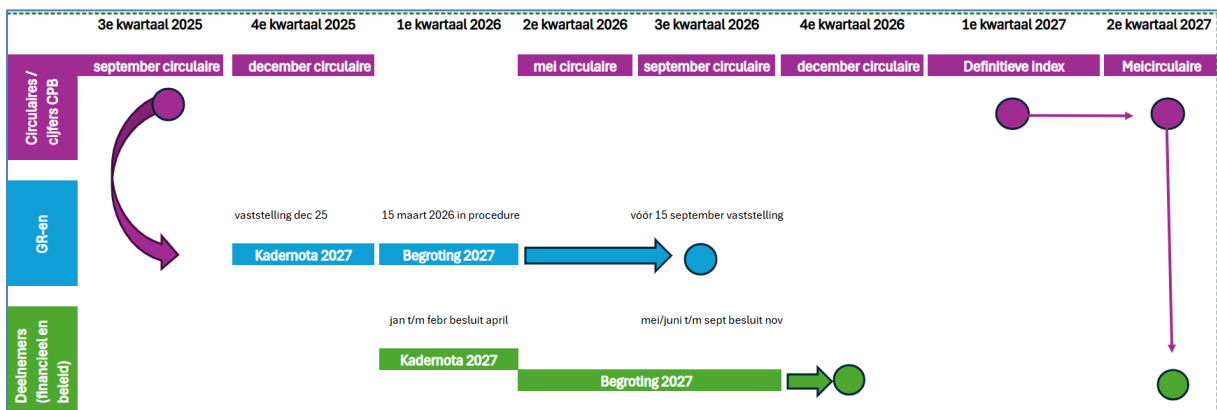 3e kwartaal 2025
4e kwartaal 2025
1e kwartaal 2026
2e kwartaal 2026
3e kwartaal 2026
4e kwartaal 2026
1e kwartaal 2027
2e kwartaal 2027
Circulaires /
cijfers CPB
september circulaire
december circulaire
mei circulaire
september circulaire
december circulaire
Definitieve index
Meicirculaire
GR-en
vaststelling dec 25
15 maart 2026 in procedure
vóór 15 september vaststelling
Kadernota 2027
Begroting 2027
Deelnemers
(financieel en
beleid)
jan t/m febr besluit april
mei/juni t/m sept besluit nov
Kadernota 2027
Begroting 2027